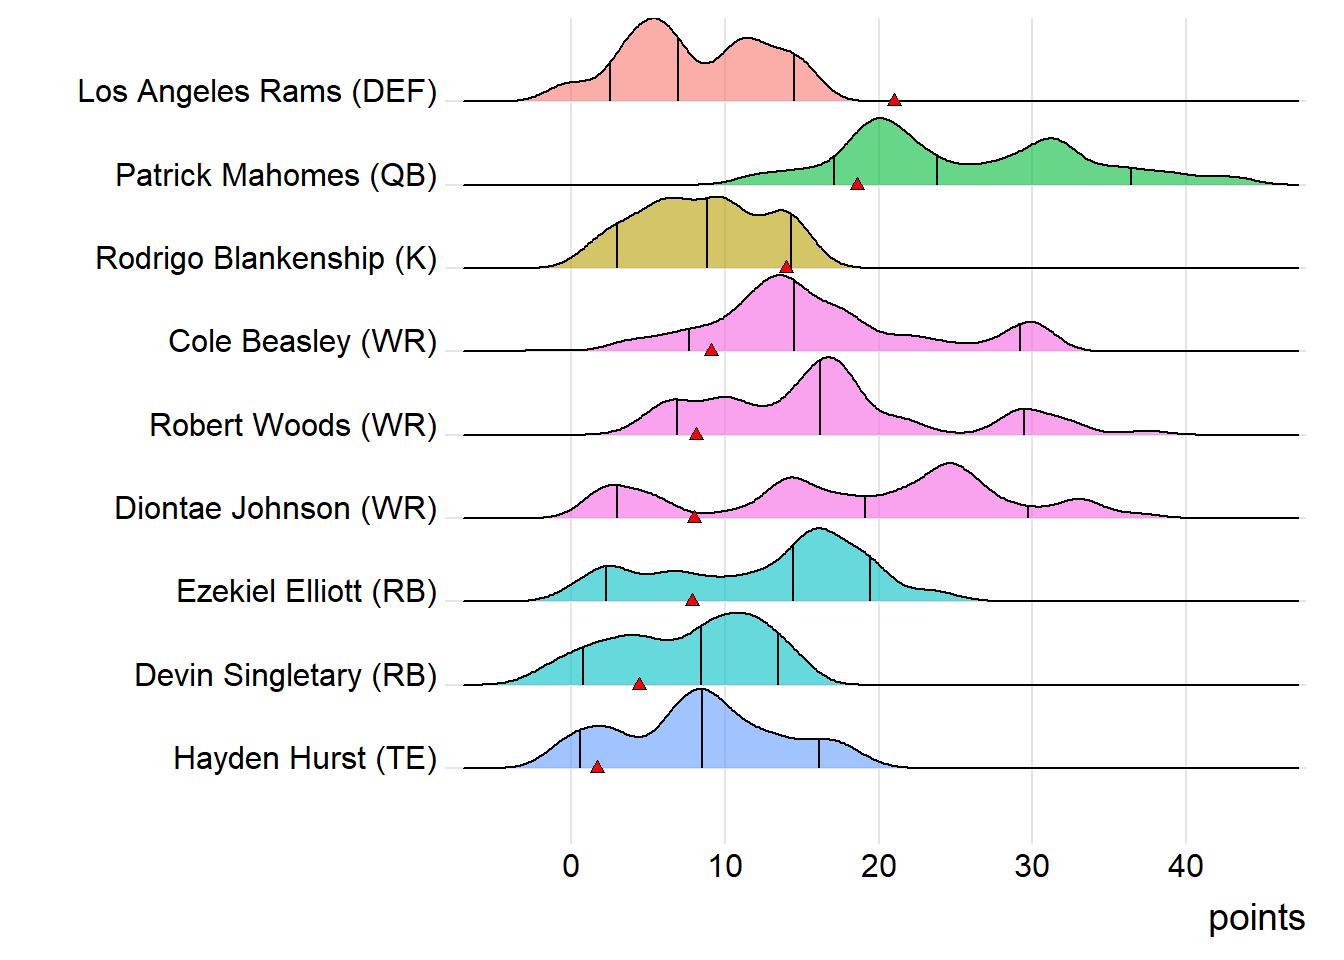 Los Angeles Rams (DEF)
Patrick Mahomes (QB)
Rodrigo Blankenship (K)
Cole Beasley (WR)
Robert Woods (WR)
Diontae Johnson (WR)
Ezekiel Elliott (RB)
Devin Singletary (RB)
Hayden Hurst (TE)
0 10 20 30 40
points